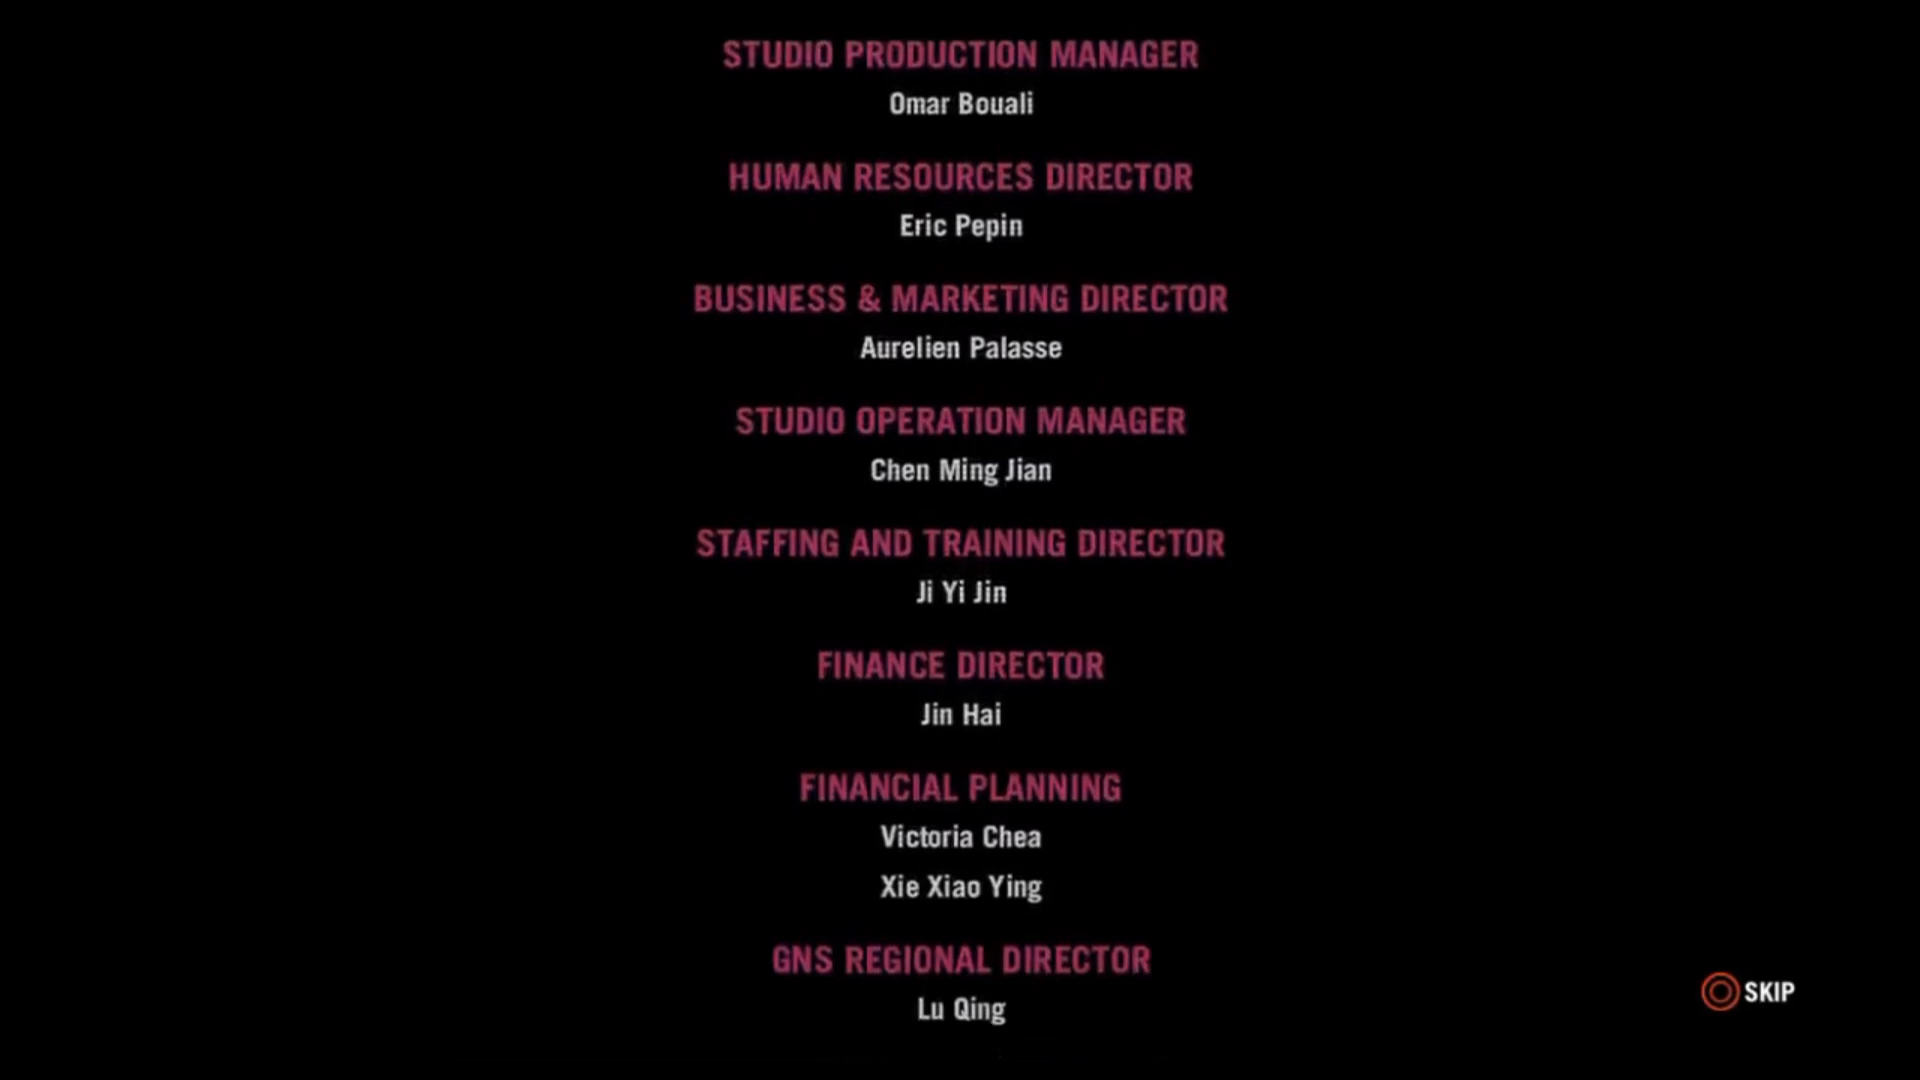 STUDIO PRODUCTION MANAGER
Omar Bouali
HUMAN RESOURCES DIRECTOR
Eric Pepin
BUSINESS & MARKETING DIRECTOR
Aurelien Palasse
STUDIO OPERATION MANAGER
Chen Ming Jian
STAFFING AND TRAINING DIRECTOR
Ji Yi Jin
FINANCE DIRECTOR
Jin Hai
FINANCIAL PLANNING
Victoria Chea
Xie Xiao Ying
GNS REGIONAL DIRECTOR
Lu Qing
SKIP